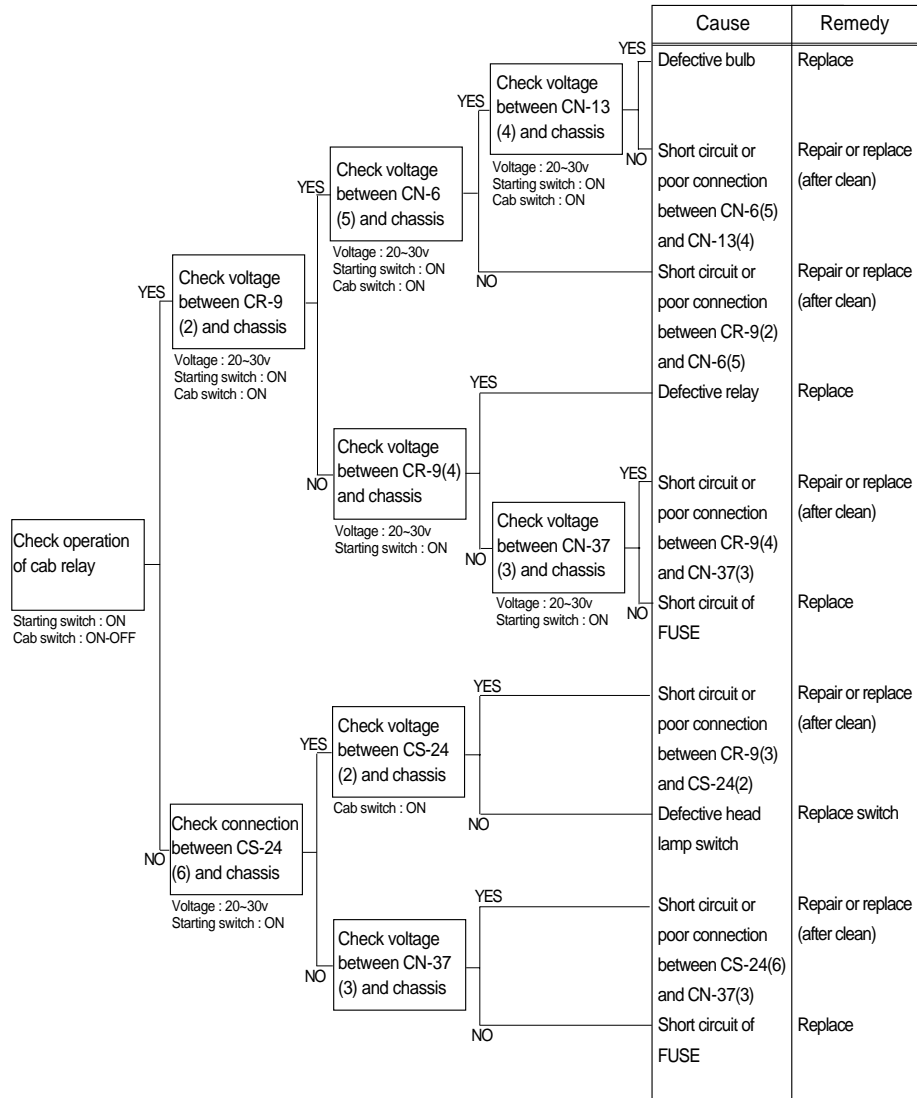 Cause Remedy
YES
Defective bulb Replace
Check voltage
between CN-13
(4) and chassis
YES
NO
Voltage : 20~30v
Starting switch : ON
Cab switch : ON
Short circuit or Repair or replace
poor connection (after clean)
between CN-6(5)
and CN-13(4)
Check voltage
between CN-6
(5) and chassis
YES
Voltage : 20~30v
Starting switch : ON
Cab switch : ON
NO
Short circuit or Repair or replace
poor connection (after clean)
between CR-9(2)
and CN-6(5)
Check voltage
between CR-9
(2) and chassis
YES
Voltage : 20~30v
Starting switch : ON
Cab switch : ON
YES
Defective relay Replace
Check voltage
between CR-9(4)
and chassis
NO
Voltage : 20~30v
Starting switch : ON
YES
Short circuit or Repair or replace
poor connection (after clean)
between CR-9(4)
and CN-37(3)
Check voltage
between CN-37
(3) and chassis
NO
Voltage : 20~30v
Starting switch : ON
NO
Short circuit of Replace
FUSE
Check operation
of cab relay
Starting switch : ON
Cab switch : ON-OFF
YES
Short circuit or Repair or replace
poor connection (after clean)
between CR-9(3)
and CS-24(2)
Check voltage
between CS-24
(2) and chassis
YES
Cab switch : ON
NO
Defective head Replace switch
lamp switch
Check connection
between CS-24
(6) and chassis
NO
Voltage : 20~30v
Starting switch : ON
YES
Short circuit or Repair or replace
poor connection (after clean)
between CS-24(6)
and CN-37(3)
Check voltage
between CN-37
(3) and chassis
NO
NO
Short circuit of Replace
FUSE